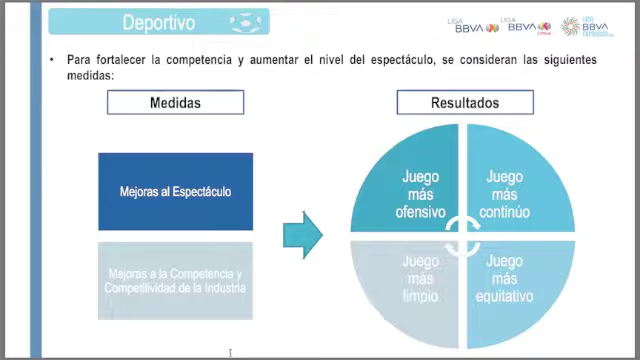 Deportivo
LIGA
BBVA
LIGA
BBVA
LIGA
BBVA
• Para fortalecer la competencia y aumentar el nivel del espectáculo, se consideran las siguientes
medidas:
Medidas
Resultados
Mejoras al Espectáculo
Mejoras a la Competencia y
Competitividad de la Industria
Juego
más
ofensivo
Juego
más
continúo
Juego
más
limpio
Juego
más
equitativo